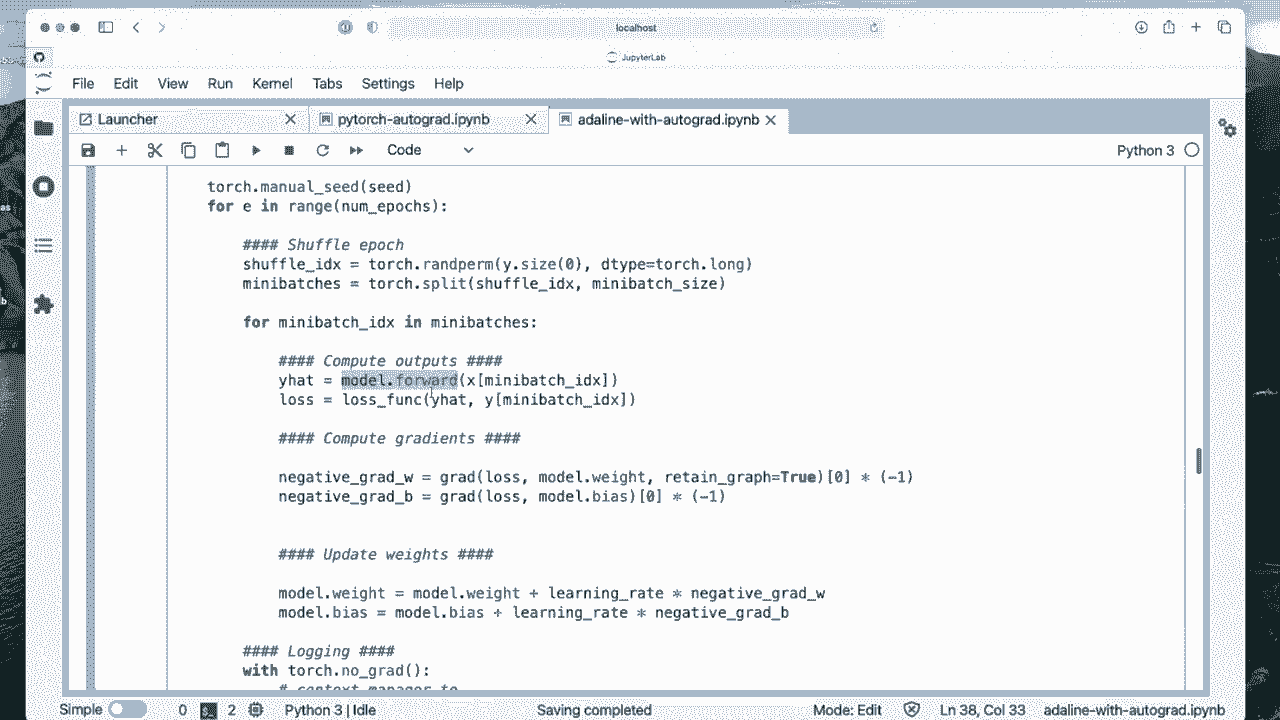 localhost
JupyterLab
File Edit View Run Kernel Tabs Settings Help
Launcher pytorch-autograd.ipynb adaline-with-autograd.ipynb
Code Python 3
torch.manual_seed(seed)
for e in range(num_epochs):
#### Shuffle epoch
shuffle_idx = torch.randperm(y.size(0), dtype=torch.long)
minibatches = torch.split(shuffle_idx, minibatch_size)
for minibatch_idx in minibatches:
#### Compute outputs ####
yhat = model.forward(x[minibatch_idx])
loss = loss_func(yhat, y[minibatch_idx])
#### Compute gradients ####
negative_grad_w = grad(loss, model.weight, retain_graph=True)[0] * (-1)
negative_grad_b = grad(loss, model.bias)[0] * (-1)
#### Update weights ####
model.weight = model.weight + learning_rate * negative_grad_w
model.bias = model.bias + learning_rate * negative_grad_b
#### Logging ####
with torch.no_grad():
# context manager to
Simple 0 2 Python 3 | Idle Saving completed Mode: Edit Ln 38, Col 33 adaline-with-autograd.ipynb